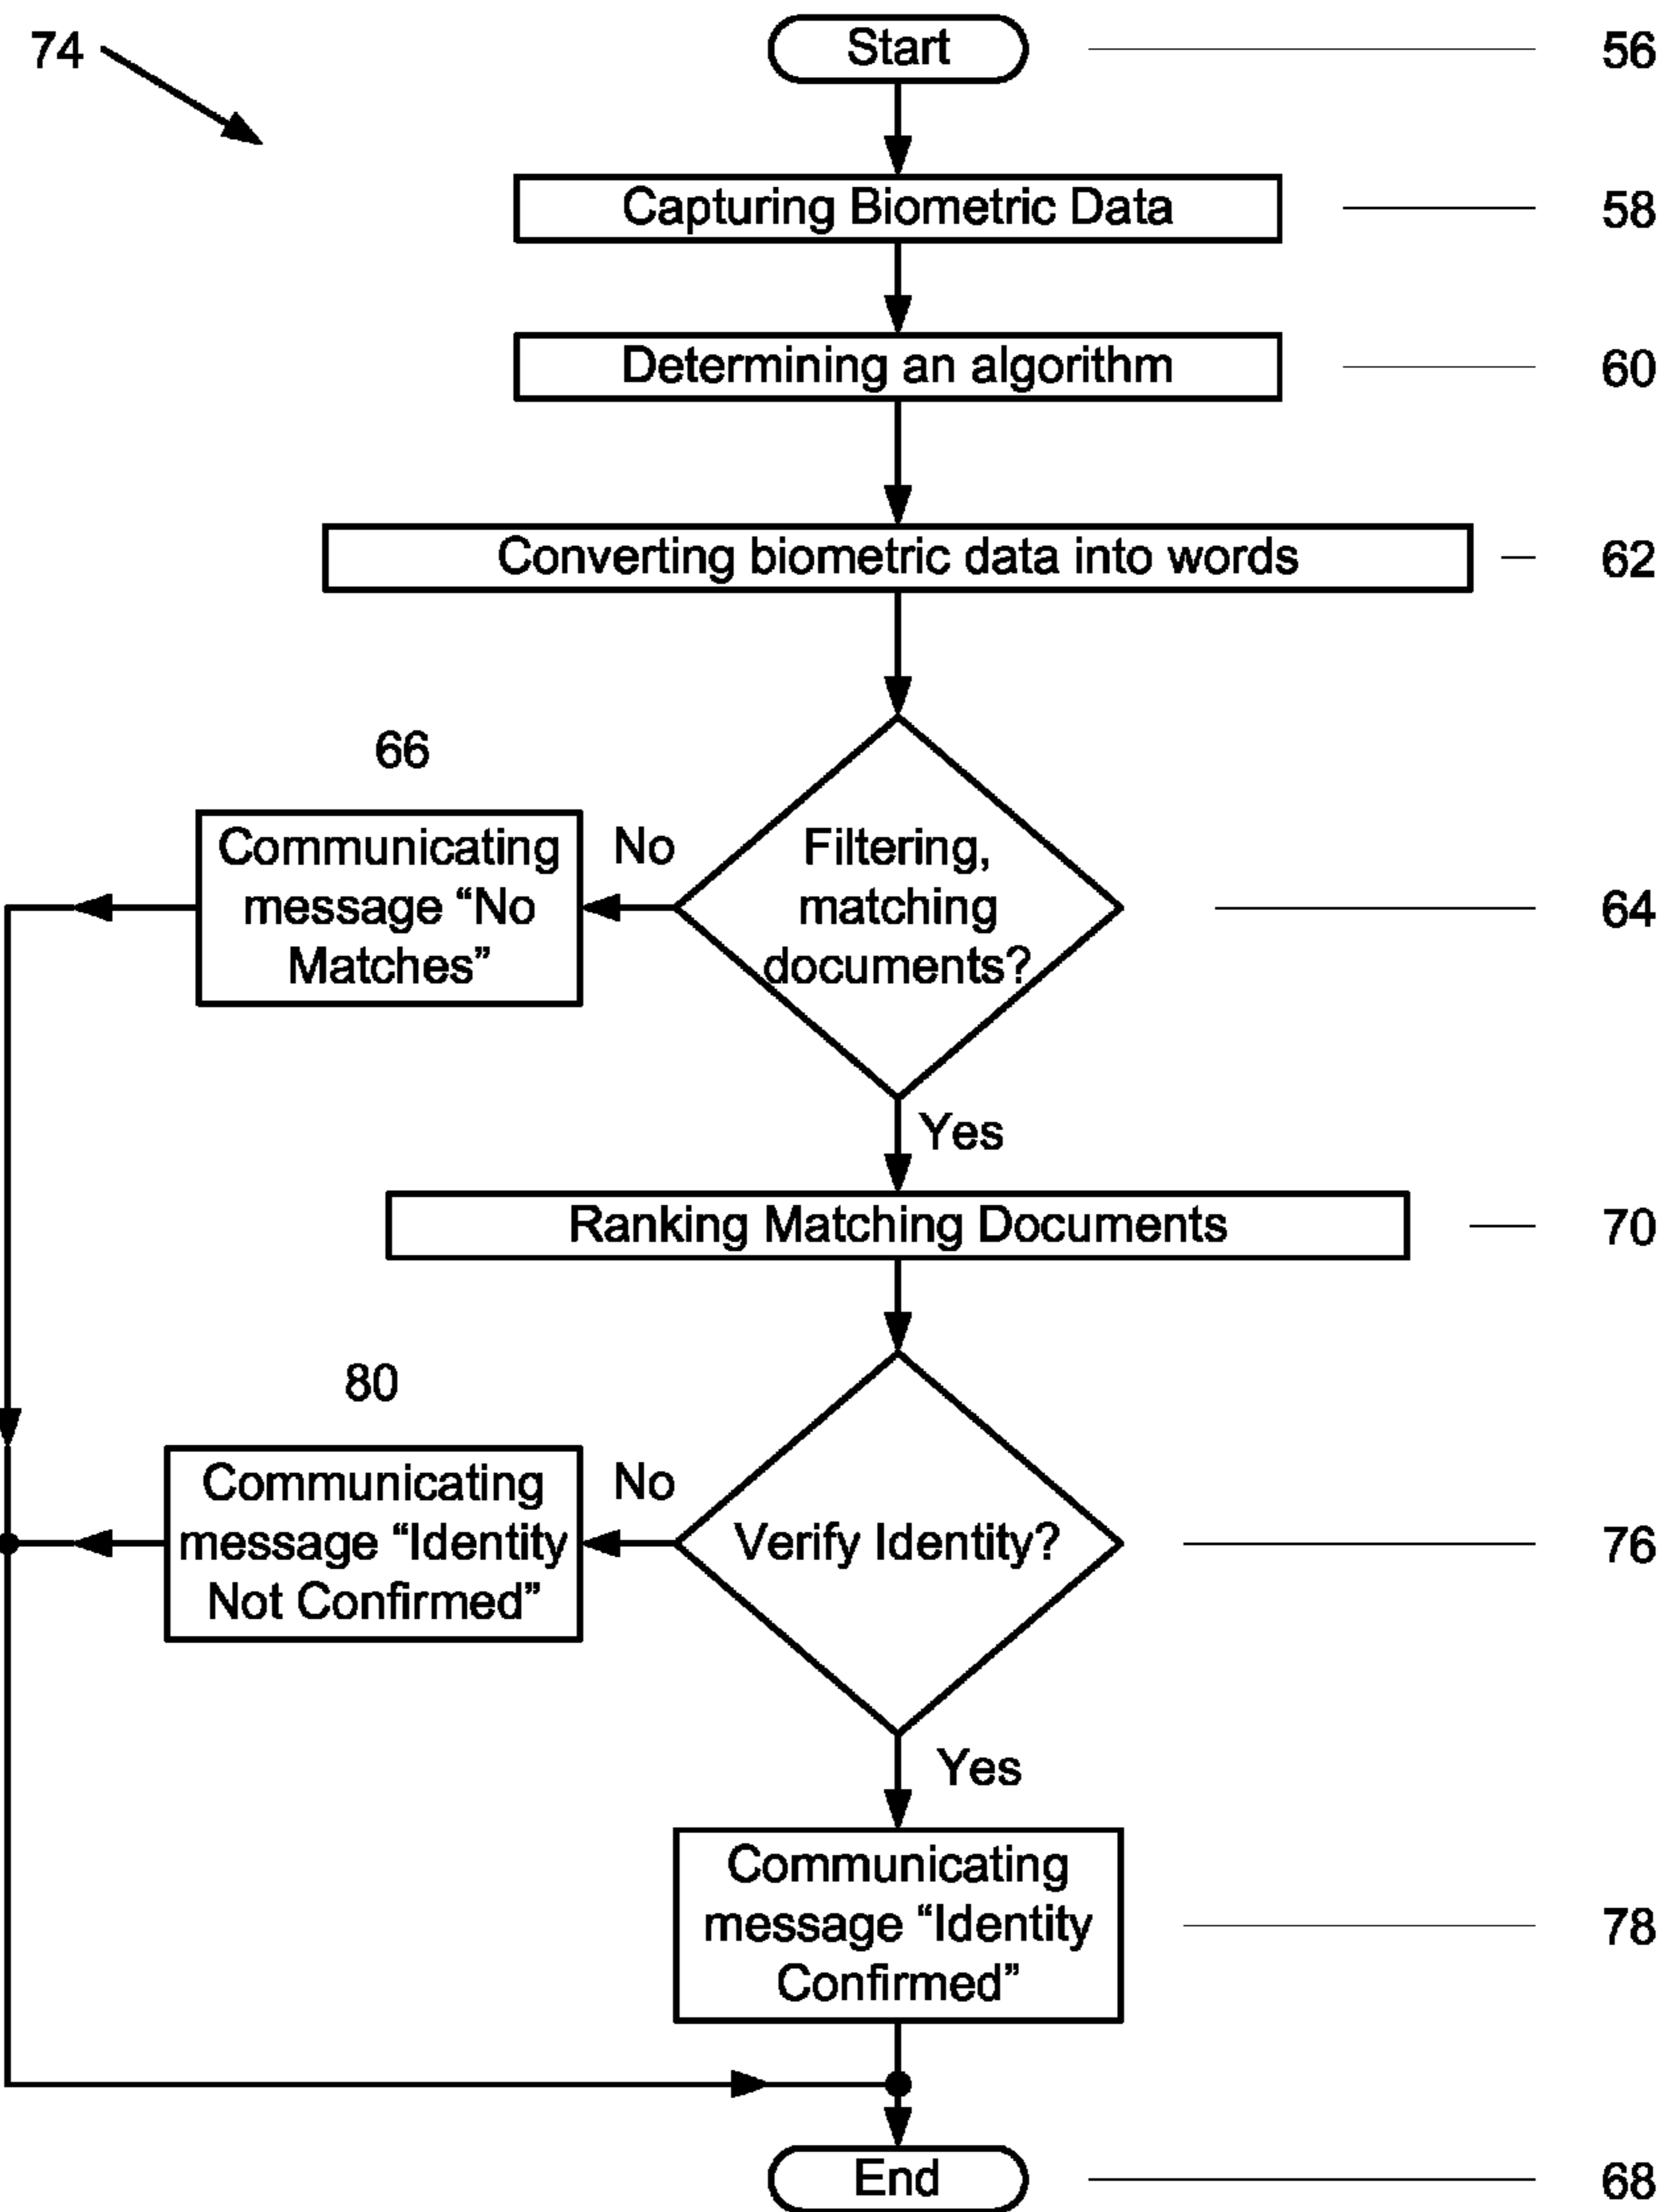 74
Start
56
Capturing Biometric Data
58
Determining an algorithm
60
Converting biometric data into words
62
66
Communicating
message “No
Matches”
No
Filtering,
matching
documents?
64
Yes
Ranking Matching Documents
70
80
Communicating
message “Identity
Not Confirmed”
No
Verify Identity?
76
Yes
Communicating
message “Identity
Confirmed”
78
End
68